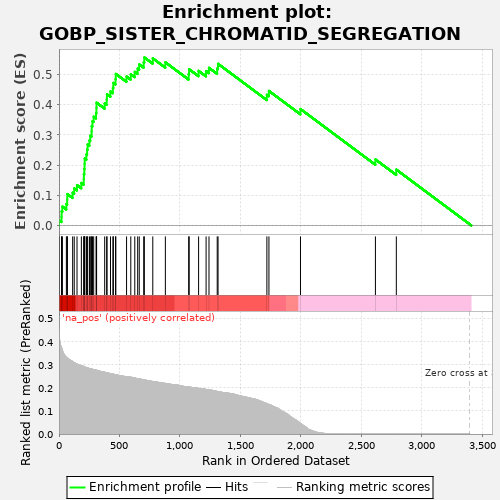 Enrichment plot:
GOBP_SISTER_CHROMATID_SEGREGATION
Enrichment score (ES)
0.5
0.4
0.3
0.2
0.1
0.0
'na_pos' (positively correlated)
Ranked list metric (PreRanked)
0.5
0.4
0.3
0.2
0.1
0.0
Zero cross at
0
500
1,000
1,500
2,000
2,500
3,000
3,500
Rank in Ordered Dataset
Enrichment profile
Hits
Ranking metric scores